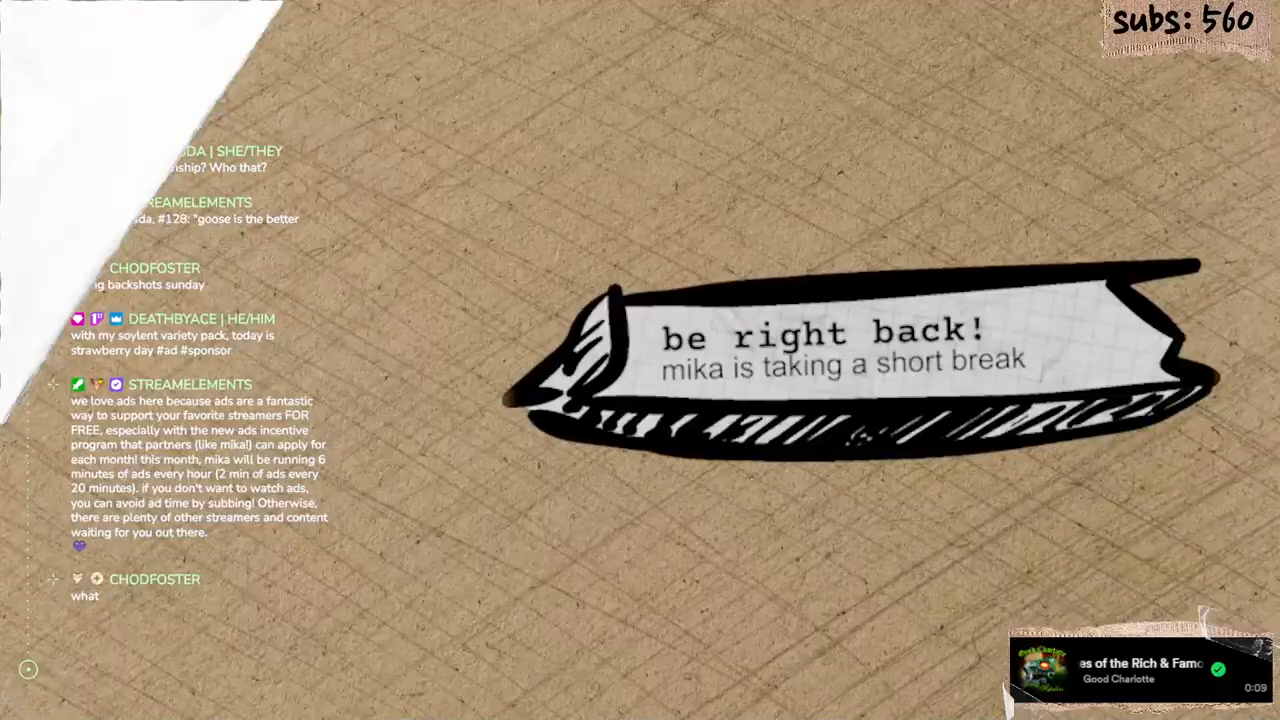 subs: 560
DA | SHE/THEY
ship? Who that?
REAMELEMENTS
da, #128: "goose is the better
CHODFOSTER
g backshots sunday
DEATHBYACE | HE/HIM
with my soylent variety pack, today is
strawberry day #ad #sponsor
STREAMELEMENTS
we love ads here because ads are a fantastic
way to support your favorite streamers FOR
FREE, especially with the new ads incentive
program that partners (like mika!) can apply for
each month! this month, mika will be running 6
minutes of ads every hour (2 min of ads every
20 minutes). if you don't want to watch ads,
you can avoid ad time by subbing! Otherwise,
there are plenty of other streamers and content
waiting for you out there.
CHODFOSTER
what
be right back!
mika is taking a short break
es of the Rich & Famo
Good Charlotte
0:09